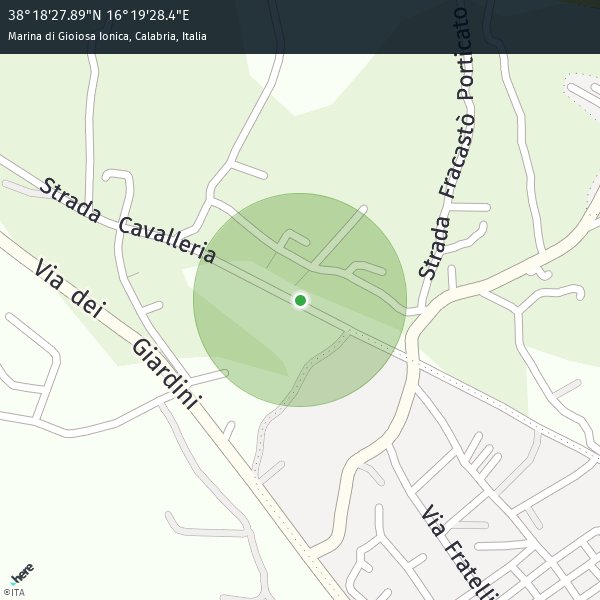 38°18'27.89"N 16°19'28.4"E
Marina di Gioiosa Ionica, Calabria, Italia
Strada Fracastò Porticato
Strada Cavalleria
Via dei Giardini
Via Fratelli
here
©ITA